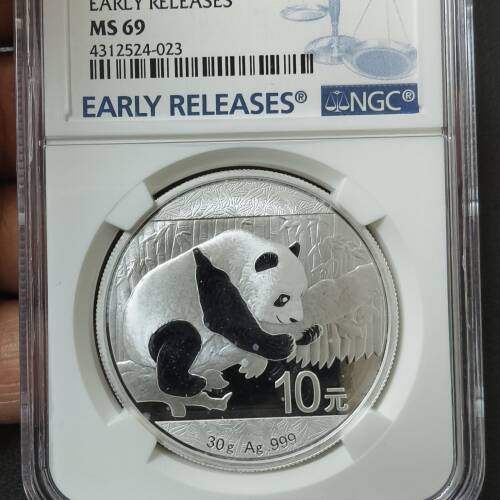 EARLY RELEASES
MS 69
4312524-023
EARLY RELEASES®
NGC®
10元
30g Ag .999